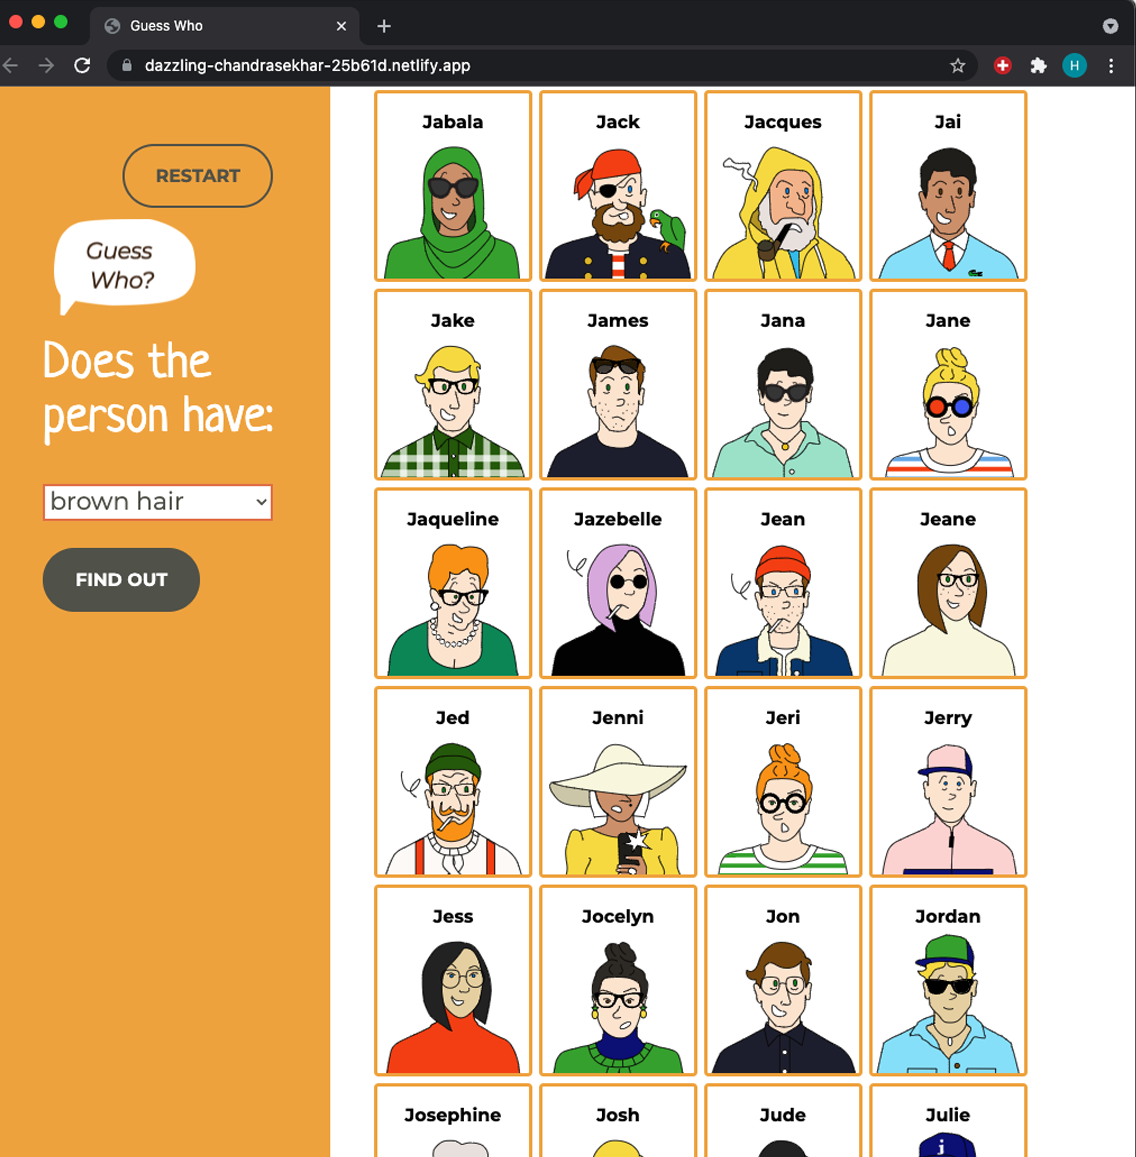 Guess Who
dazzling-chandrasekhar-25b61d.netlify.app
H
RESTART
Guess
Who?
Does the
person have:
brown hair
FIND OUT
Jabala
Jack
Jacques
Jai
Jake
James
Jana
Jane
Jaqueline
Jazebelle
Jean
Jeane
Jed
Jenni
Jeri
Jerry
Jess
Jocelyn
Jon
Jordan
Josephine
Josh
Jude
Julie
j